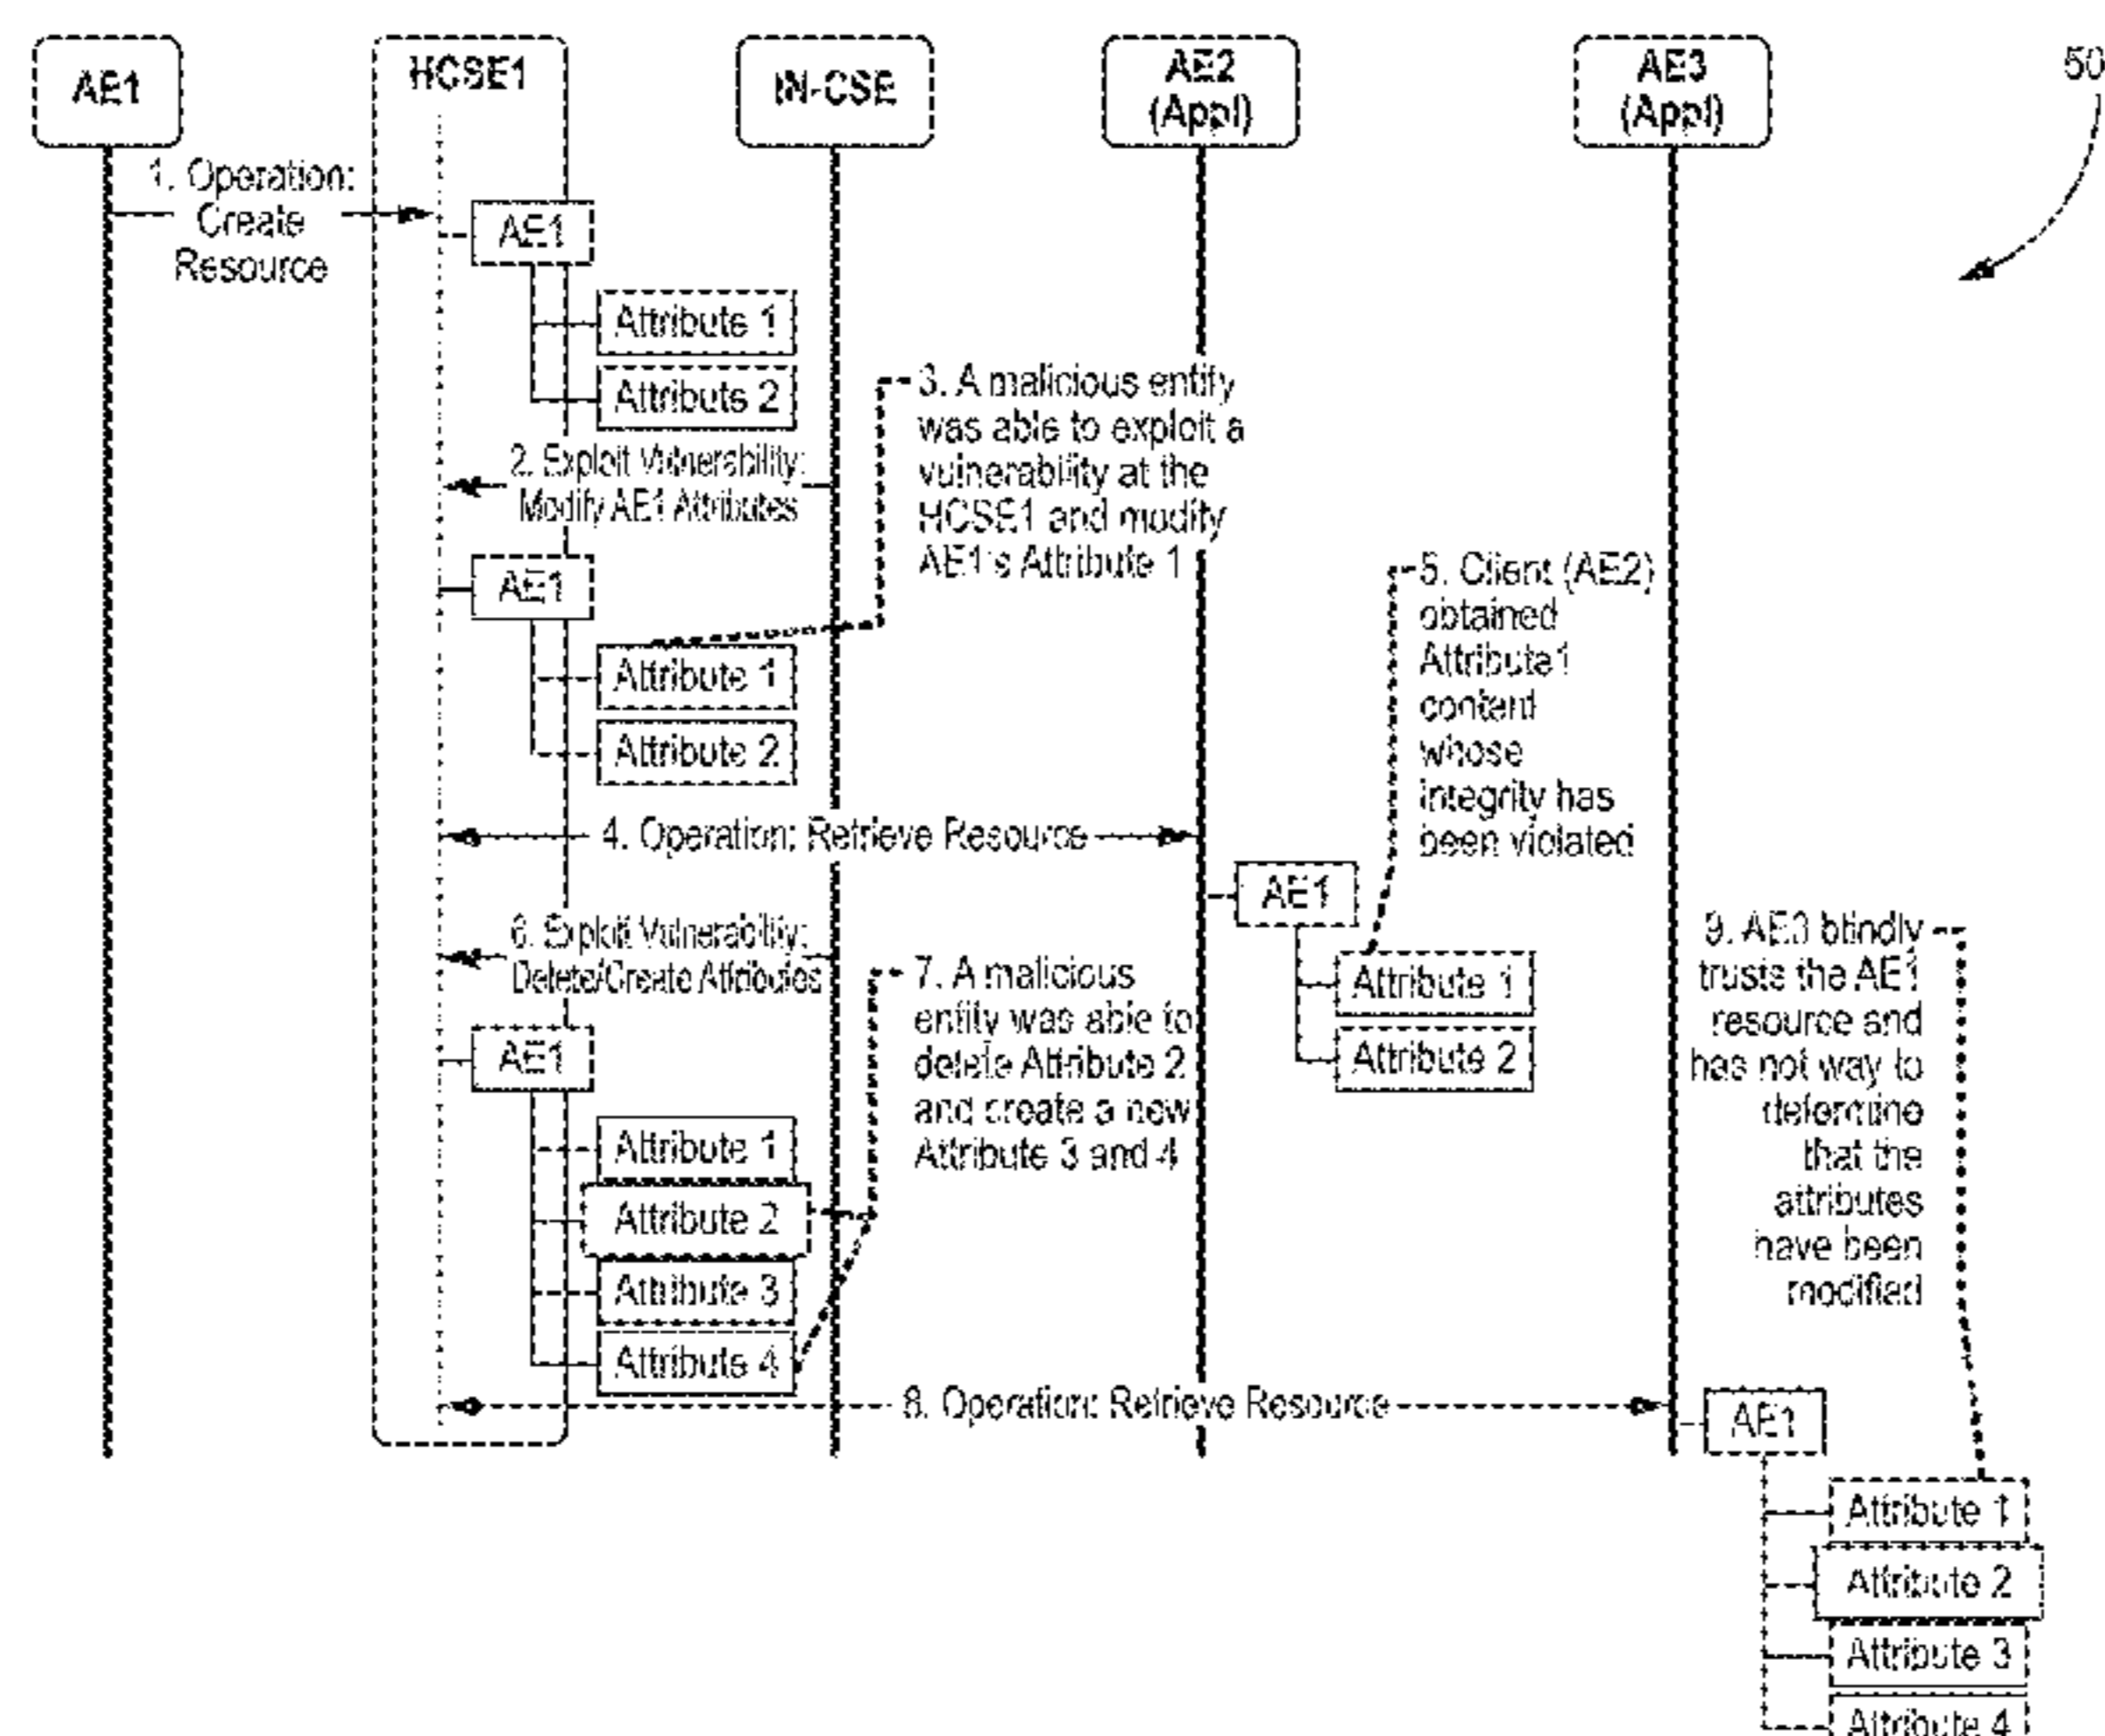 AE1
HCSE1
IN-CSE
AE2
(Appl)
AE3
(Appl)
50
1. Operation:
Create
Resource
AE1
Attribute 1
Attribute 2
2. Exploit Vulnerability:
Modify AE1 Attributes
3. A malicious entity
was able to exploit a
vulnerability at the
HCSE1 and modify
AE1's Attribute 1
AE1
Attribute 1
Attribute 2
4. Operation: Retrieve Resource
5. Client (AE2)
obtained
Attribute1
content
whose
integrity has
been violated
AE1
Attribute 1
Attribute 2
6. Exploit Vulnerability:
Delete/Create Attributes
7. A malicious
entity was able to
delete Attribute 2
and create a new
Attribute 3 and 4
AE1
Attribute 1
Attribute 2
Attribute 3
Attribute 4
8. Operation: Retrieve Resource
9. AE3 blindly
trusts the AE1
resource and
has not way to
determine
that the
attributes
have been
modified
AE1
Attribute 1
Attribute 2
Attribute 3
Attribute 4